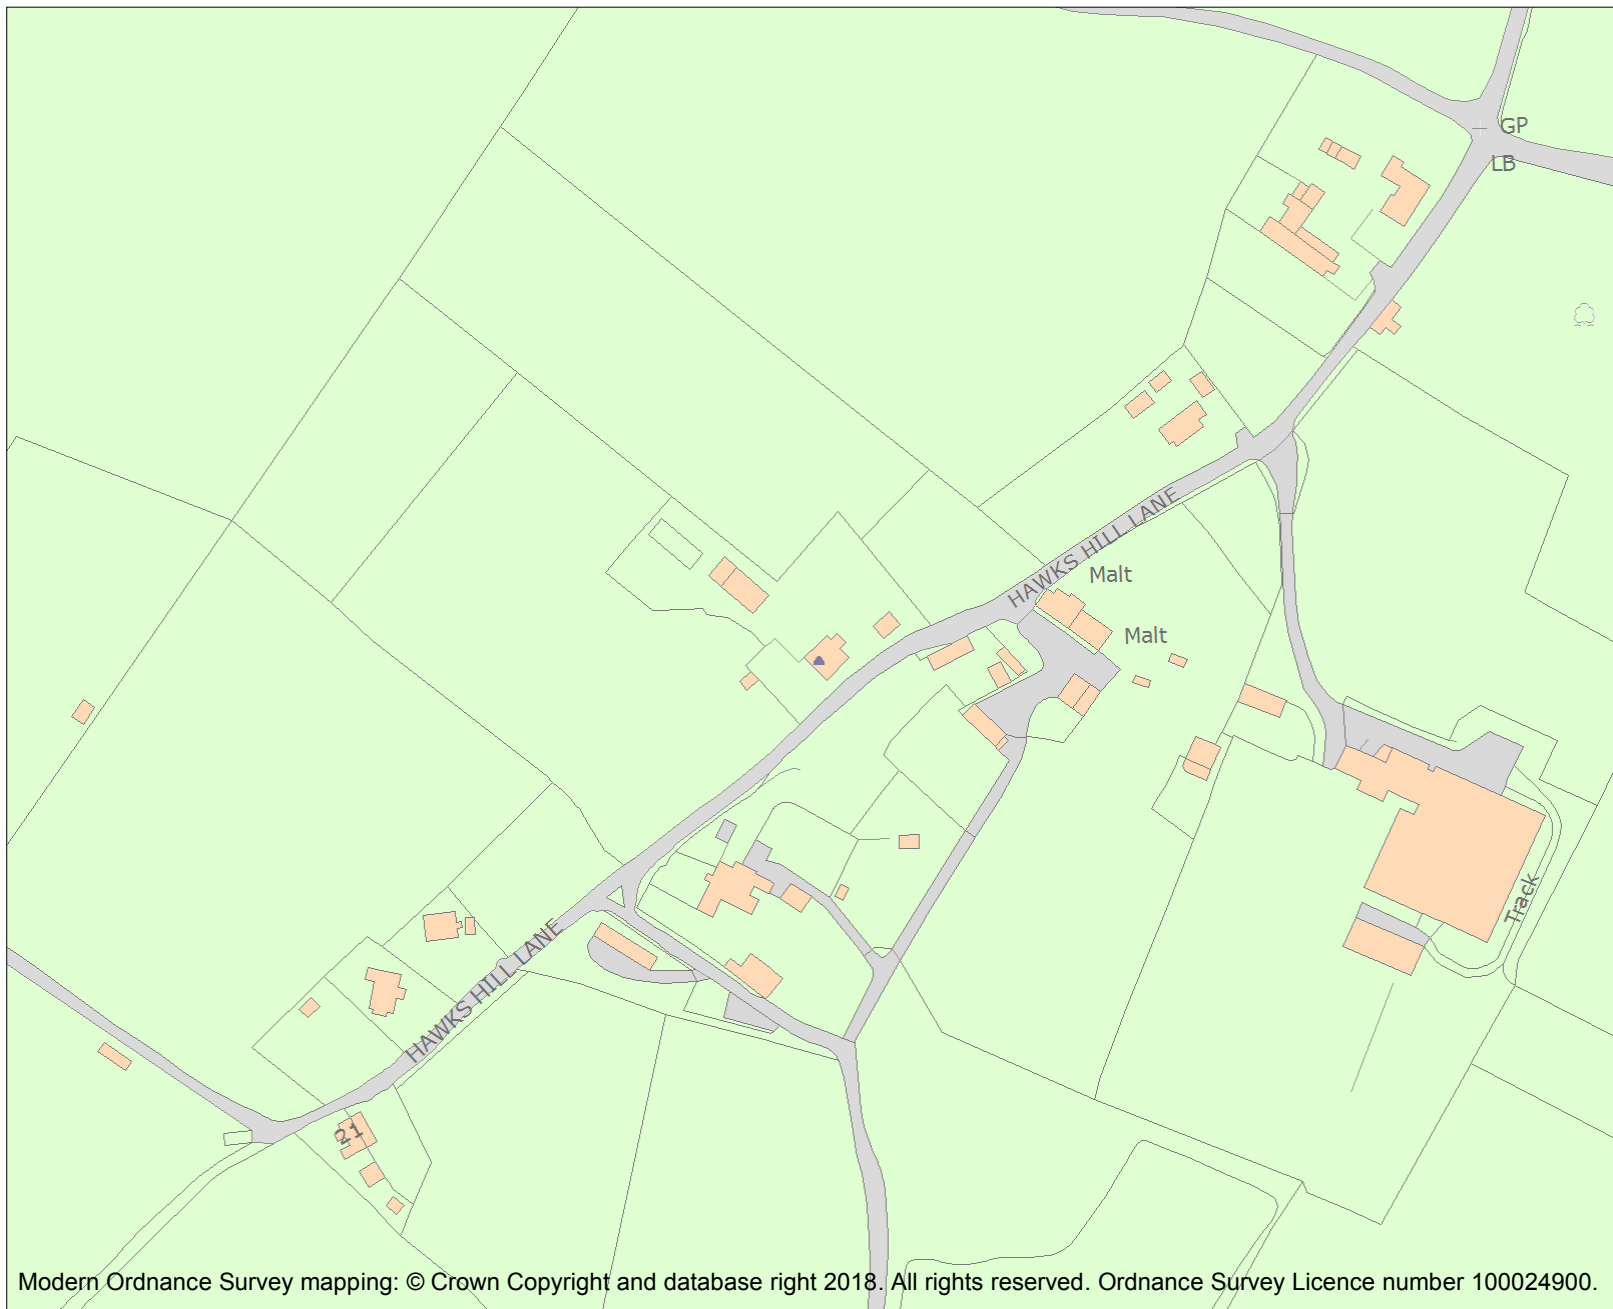 GP
LB
HAWKS HILL LANE
Malt
Malt
Track
HAWKS HILL LANE
21
Modern Ordnance Survey mapping: © Crown Copyright and database right 2018. All rights reserved. Ordnance Survey Licence number 100024900.